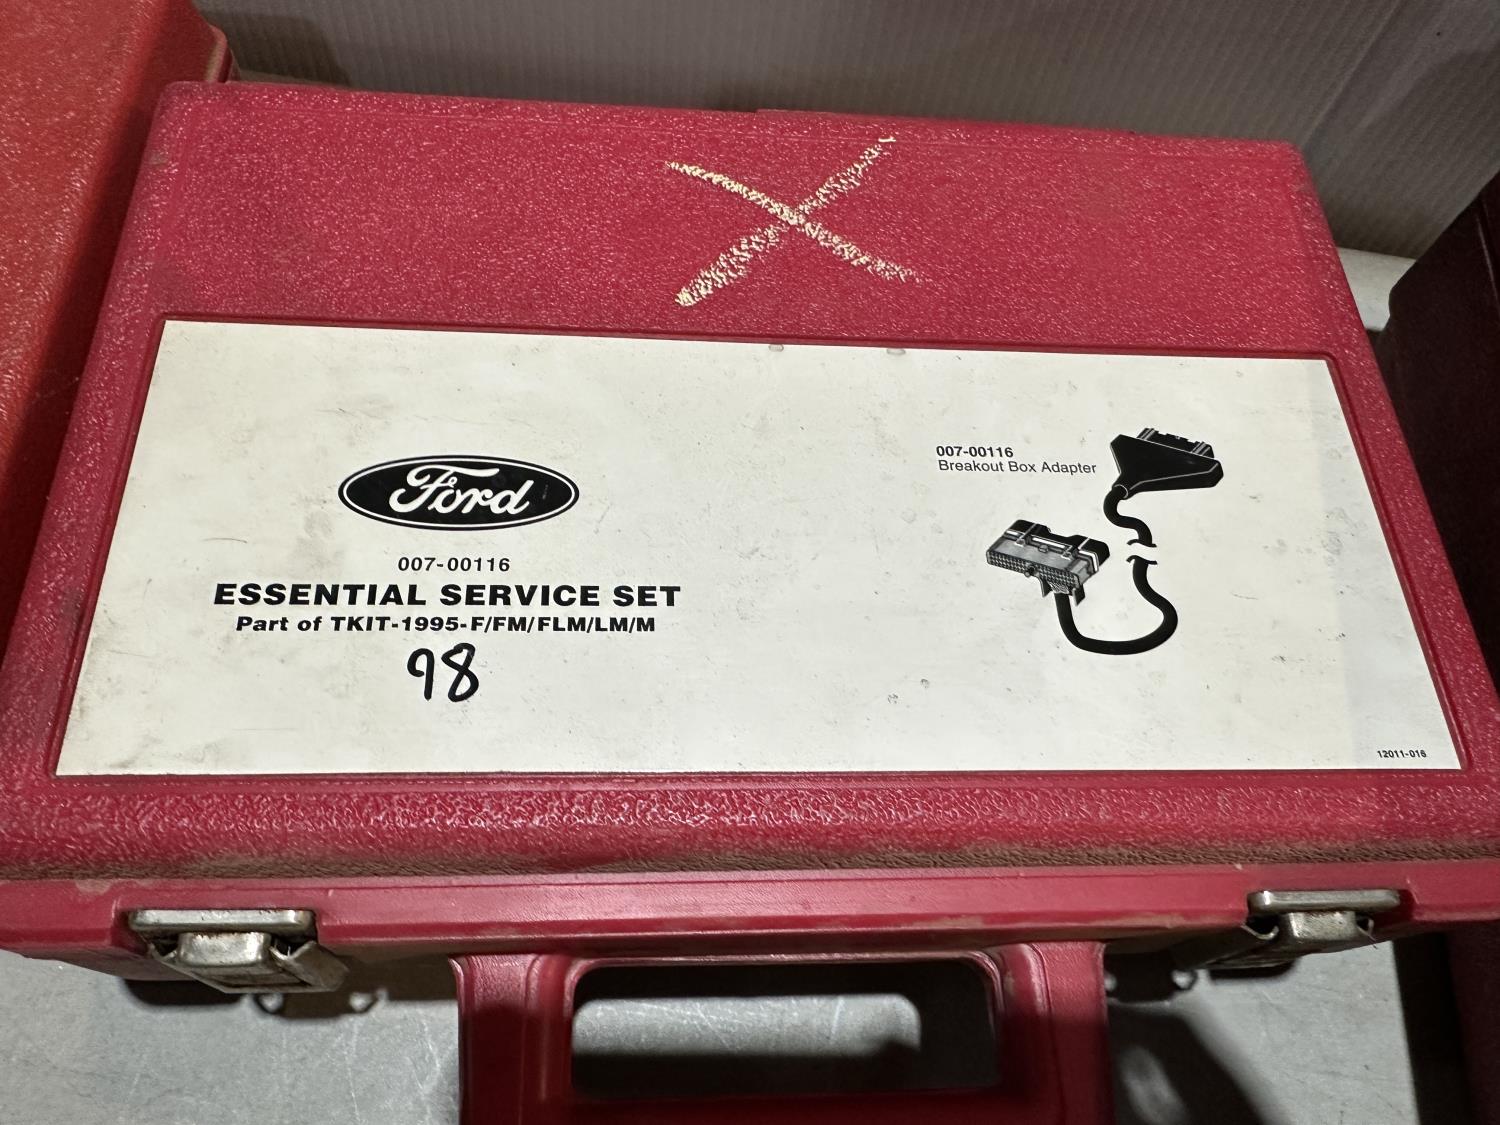 Ford
007-00116
ESSENTIAL SERVICE SET
Part of TKIT-1995-F/FM/FLM/LM/M
98
007-00116
Breakout Box Adapter
12011-016